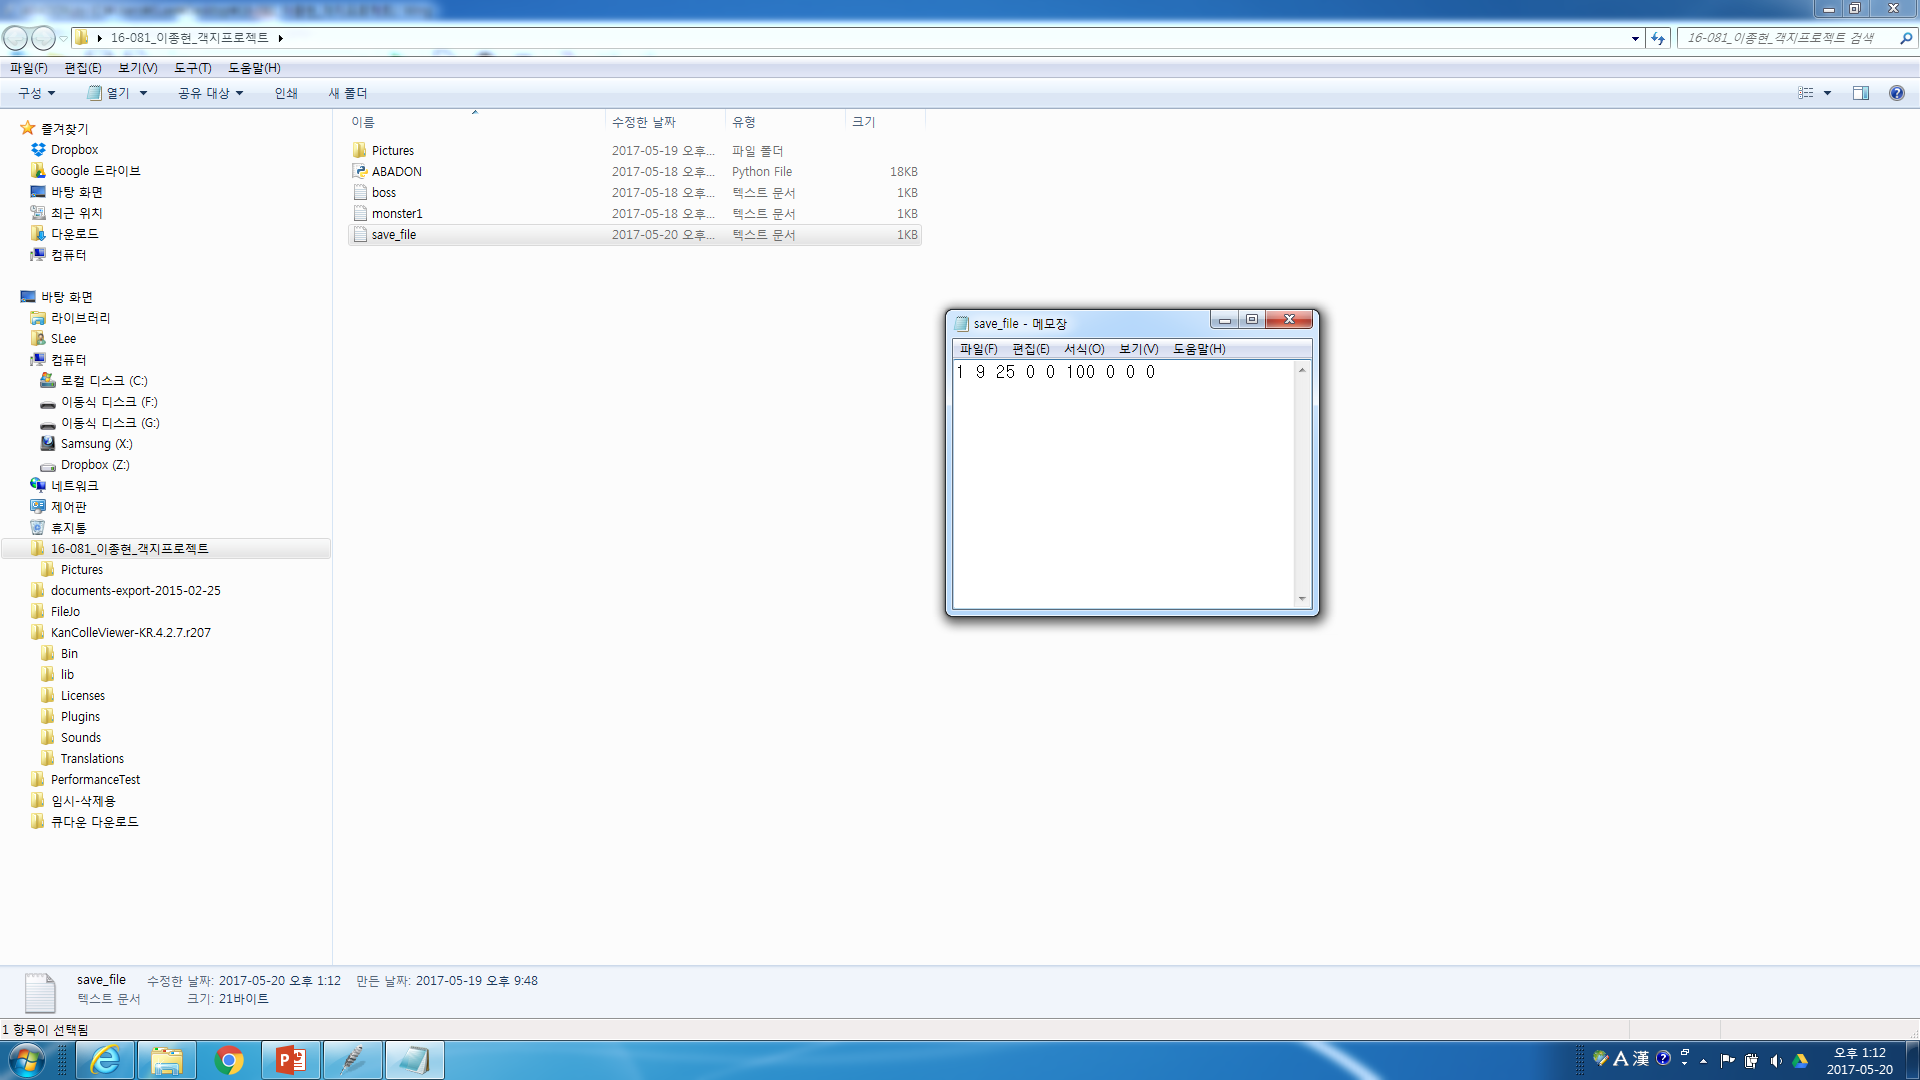 16-081_이종현_객지프로젝트
16-081_이종현_객지프로젝트 검색
파일(F) 편집(E) 보기(V) 도구(T) 도움말(H)
구성 열기 공유 대상 인쇄 새 폴더
이름 수정한 날짜 유형 크기
Pictures 2017-05-19 오후... 파일 폴더
ABADON 2017-05-18 오후... Python File 18KB
boss 2017-05-18 오후... 텍스트 문서 1KB
monster1 2017-05-18 오후... 텍스트 문서 1KB
save_file 2017-05-20 오후... 텍스트 문서 1KB
즐겨찾기
Dropbox
Google 드라이브
바탕 화면
최근 위치
다운로드
컴퓨터
바탕 화면
라이브러리
SLee
컴퓨터
로컬 디스크 (C:)
이동식 디스크 (F:)
이동식 디스크 (G:)
Samsung (X:)
Dropbox (Z:)
네트워크
제어판
휴지통
16-081_이종현_객지프로젝트
Pictures
documents-export-2015-02-25
FileJo
KanColleViewer-KR.4.2.7.r207
Bin
lib
Licenses
Plugins
Sounds
Translations
PerformanceTest
임시-삭제용
큐다운 다운로드
save_file - 메모장
파일(F) 편집(E) 서식(O) 보기(V) 도움말(H)
1 9 25 0 0 100 0 0 0
save_file 수정한 날짜: 2017-05-20 오후 1:12 만든 날짜: 2017-05-19 오후 9:48
텍스트 문서 크기: 21바이트
1 항목이 선택됨
A 漢
오후 1:12
2017-05-20